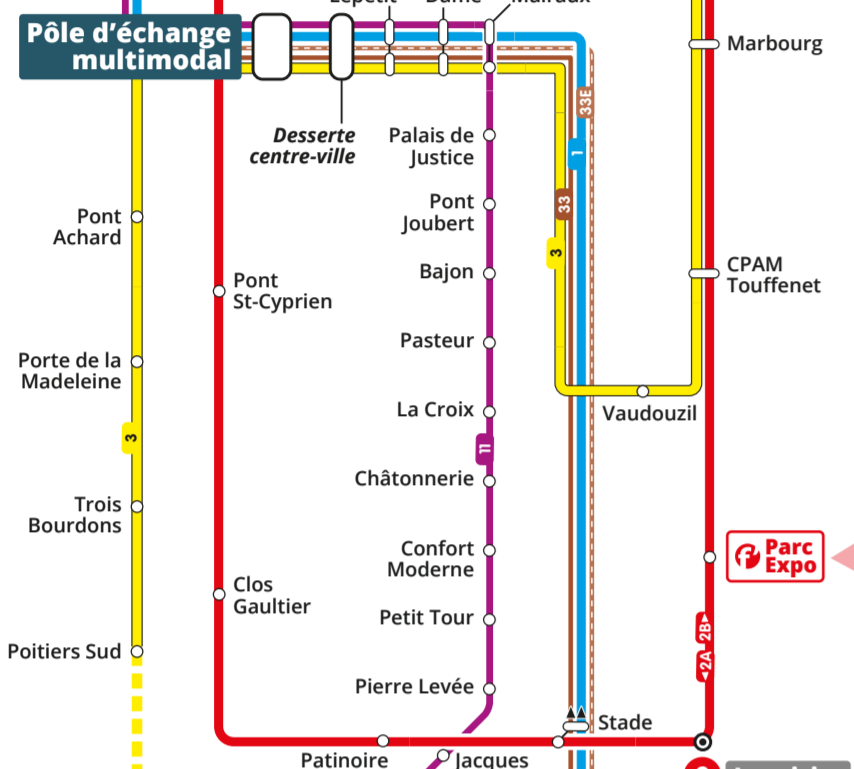 Pôle d'échange
multimodal
Marbourg
33E
Desserte
centre-ville
Palais de
Justice
1
33
Pont
Joubert
Pont
Achard
3
CPAM
Touffenet
Bajon
Pont
St-Cyprien
Pasteur
Porte de la
Madeleine
La Croix
Vaudouzil
3
11
Châtonnerie
Trois
Bourdons
Confort
Moderne
Parc
Expo
Clos
Gaultier
Petit Tour
2B
2A
Poitiers Sud
Pierre Levée
Stade
Patinoire
Jacques